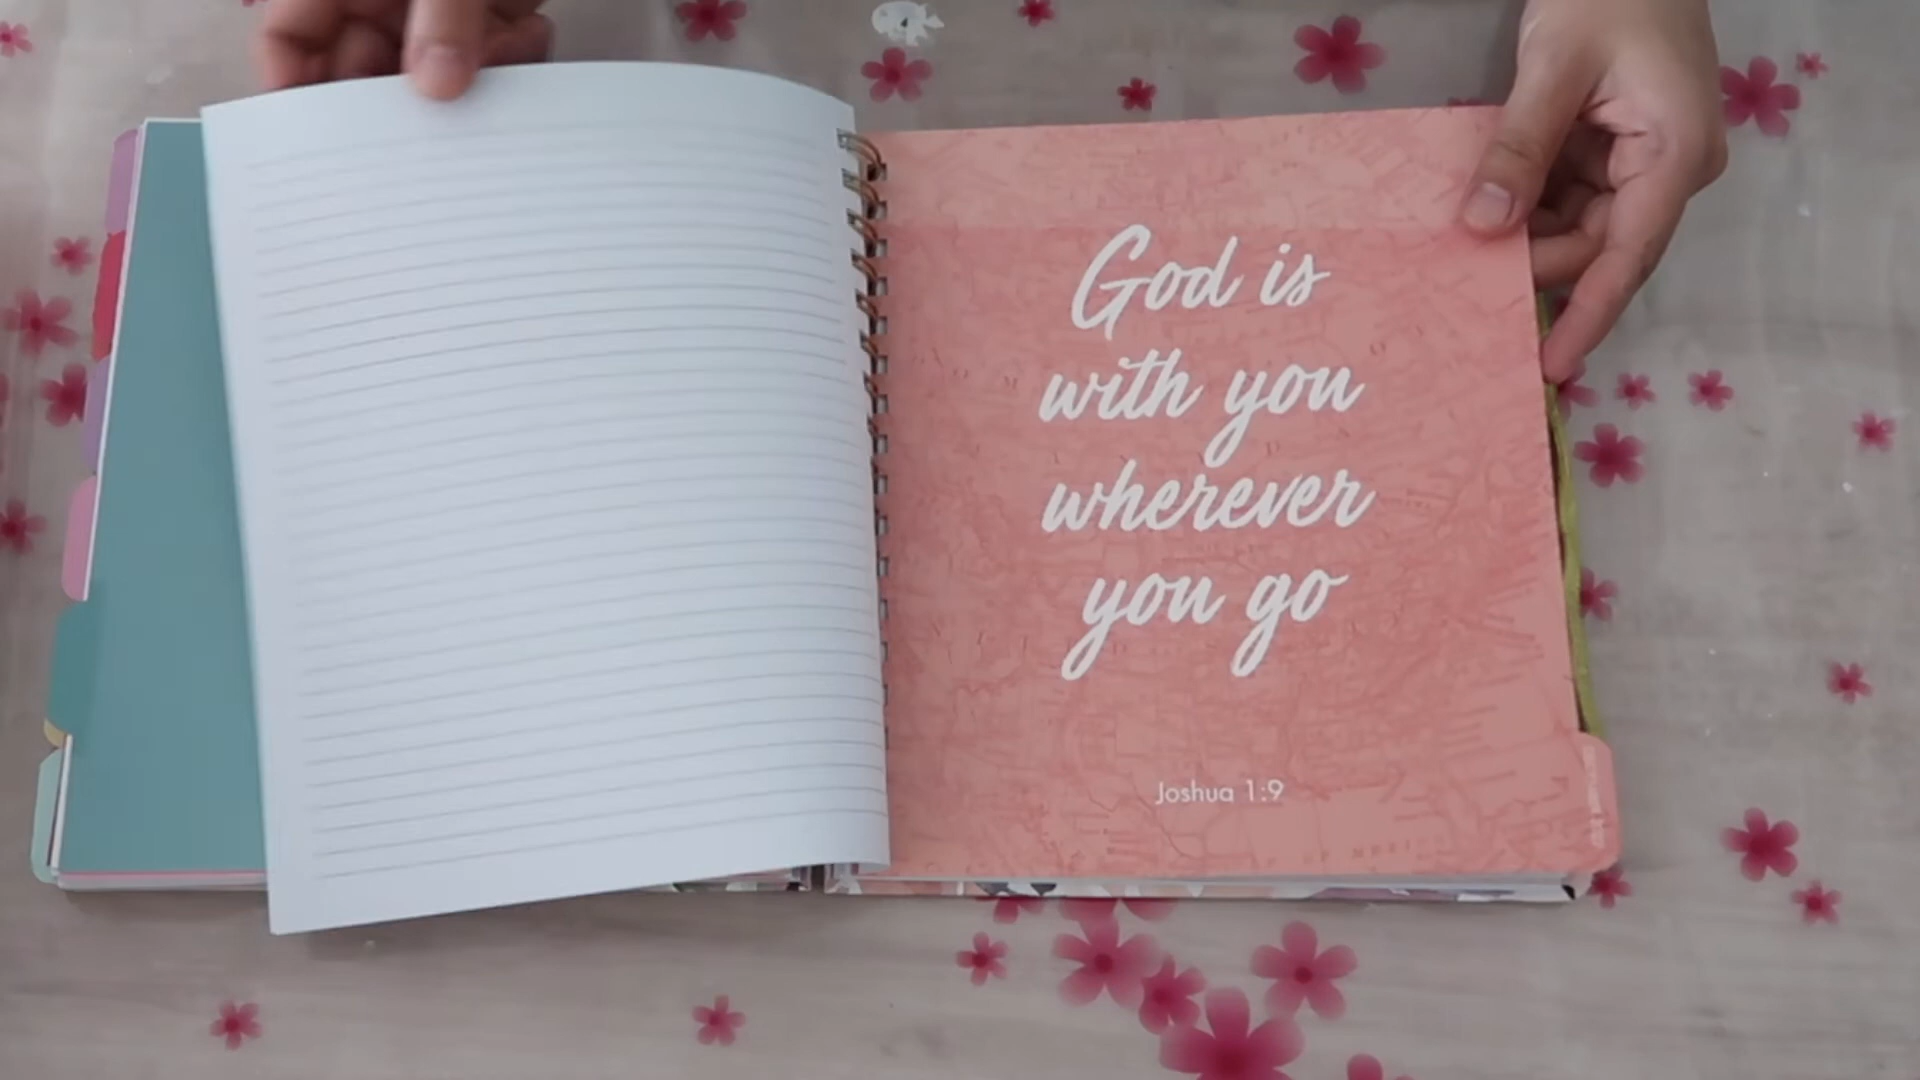 God is
with you
wherever
you go
Joshua 1:9